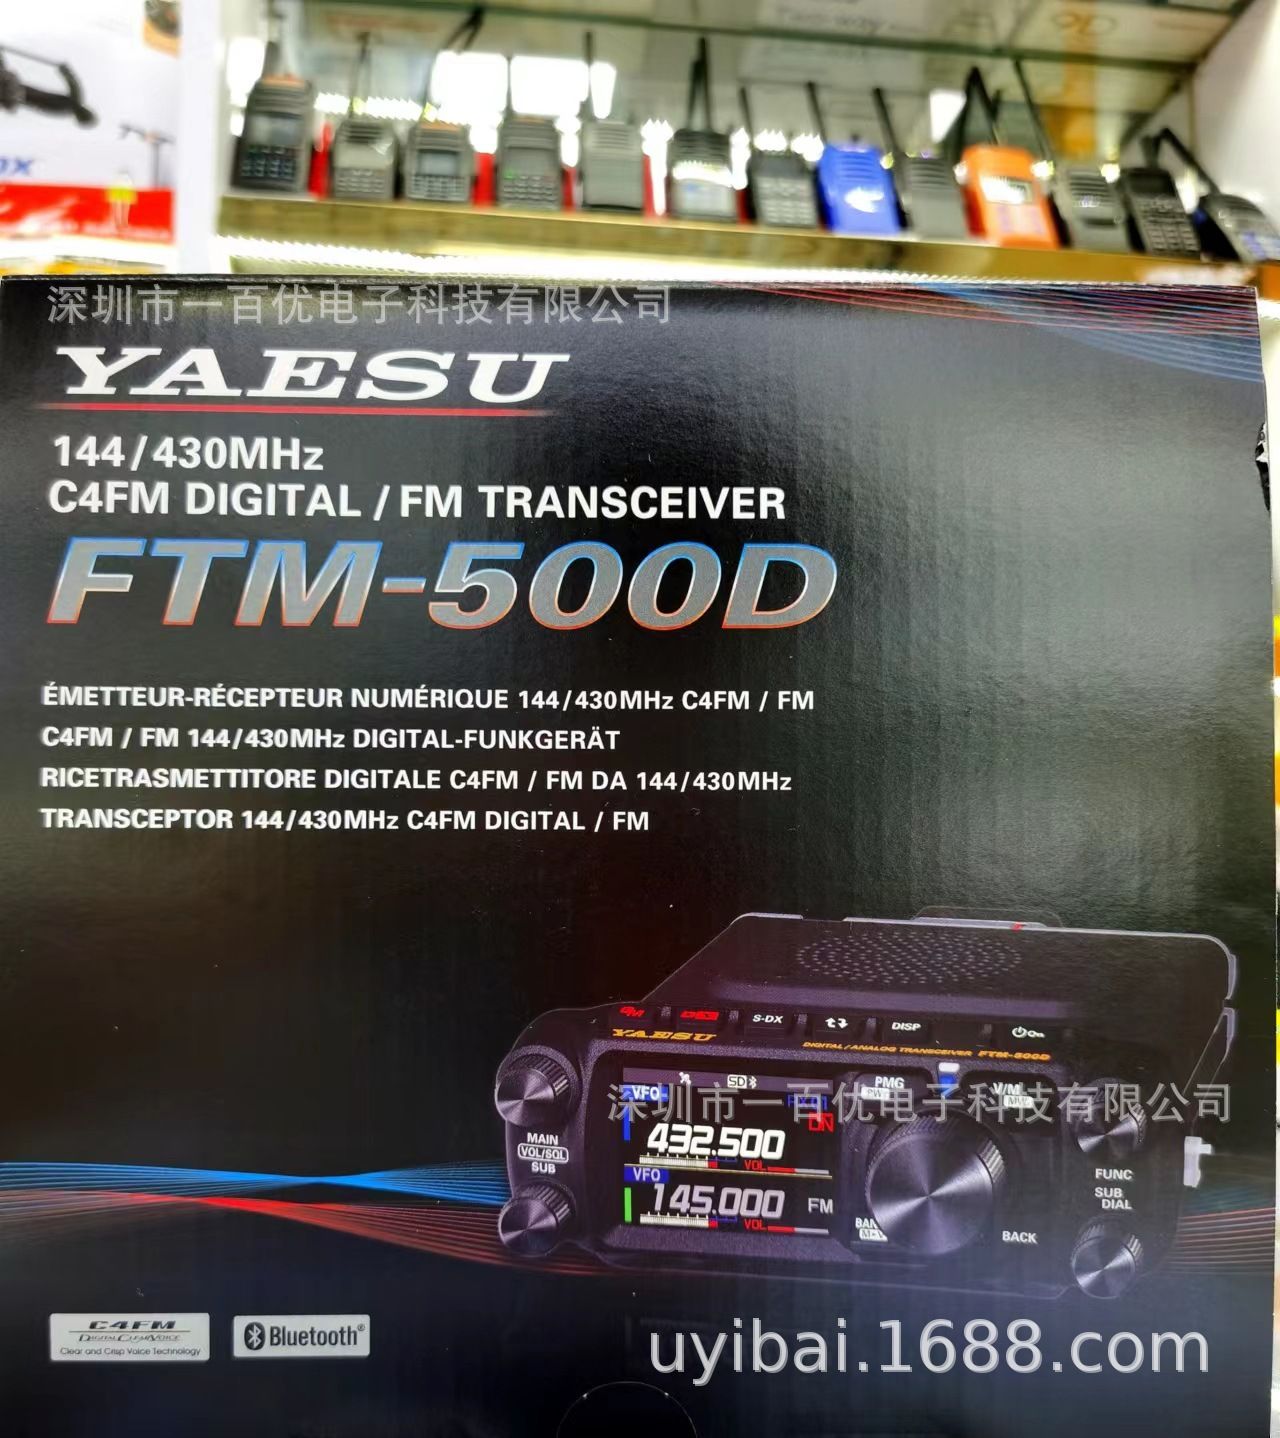 深圳市一百优电子科技有限公司
YAESU
144/430MHz
C4FM DIGITAL / FM TRANSCEIVER
FTM-500D
ÉMETTEUR-RÉCEPTEUR NUMÉRIQUE 144/430MHz C4FM / FM
C4FM / FM 144/430MHz DIGITAL-FUNKGERÄT
RICETRASMETTITORE DIGITALE C4FM / FM DA 144/430MHz
TRANSCEPTOR 144/430MHz C4FM DIGITAL / FM
S-DX
DISP
YAESU
DIGITAL / ANALOG TRANSCEIVER FTM-500D
VFO
SD
PMG
V/M
深圳市一百优电子科技有限公司
DN
432.500
VOL
VFO
145.000
FM
VOL
MAIN
VOL/SQL
SUB
FUNC
SUB
DIAL
BACK
C4FM
DIGITAL CLEAR VOICE
Clear and Crisp Voice Technology
Bluetooth®
uyibai.1688.com